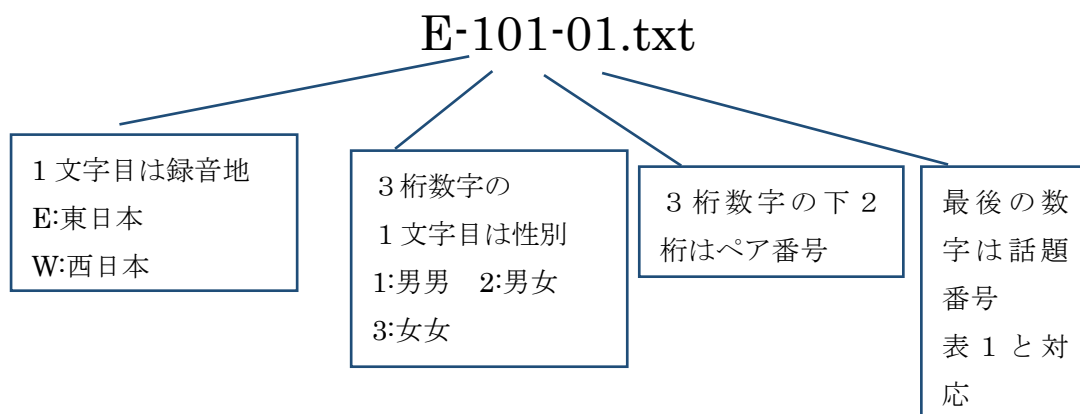 E-101-01.txt
1 文字目は録音地
E:東日本
W:西日本
３桁数字の
１文字目は性別
1:男男　2:男女
3:女女
３桁数字の下２
桁はペア番号
最後の数
字は話題
番号
表１と対
応